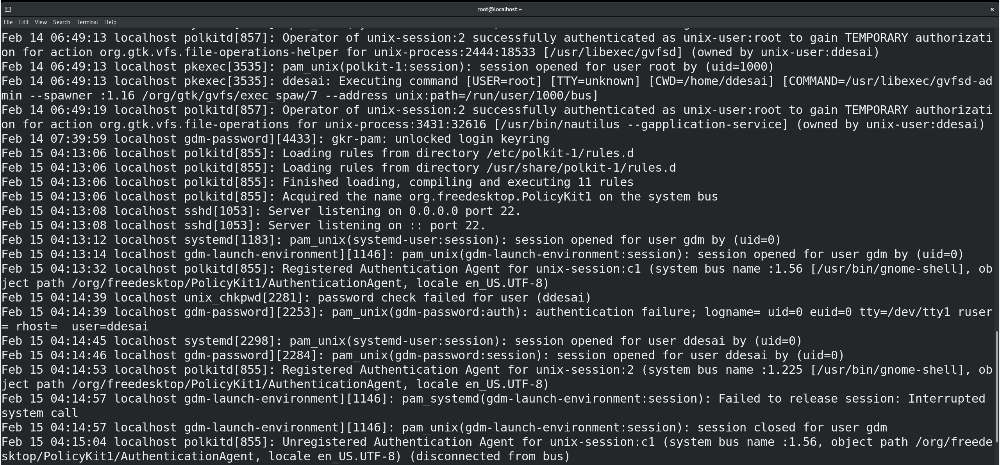 root@localhost:~
File Edit View Search Terminal Help
Feb 14 06:49:13 localhost polkitd[857]: Operator of unix-session:2 successfully authenticated as unix-user:root to gain TEMPORARY authorizati
on for action org.gtk.vfs.file-operations-helper for unix-process:2444:18533 [/usr/libexec/gvfsd] (owned by unix-user:ddesai)
Feb 14 06:49:13 localhost pkexec[3535]: pam_unix(polkit-1:session): session opened for user root by (uid=1000)
Feb 14 06:49:13 localhost pkexec[3535]: ddesai: Executing command [USER=root] [TTY=unknown] [CWD=/home/ddesai] [COMMAND=/usr/libexec/gvfsd-ad
min --spawner :1.16 /org/gtk/gvfs/exec_spaw/7 --address unix:path=/run/user/1000/bus]
Feb 14 06:49:19 localhost polkitd[857]: Operator of unix-session:2 successfully authenticated as unix-user:root to gain TEMPORARY authorizati
on for action org.gtk.vfs.file-operations for unix-process:3431:32616 [/usr/bin/nautilus --gapplication-service] (owned by unix-user:ddesai)
Feb 14 07:39:59 localhost gdm-password][4433]: gkr-pam: unlocked login keyring
Feb 15 04:13:06 localhost polkitd[855]: Loading rules from directory /etc/polkit-1/rules.d
Feb 15 04:13:06 localhost polkitd[855]: Loading rules from directory /usr/share/polkit-1/rules.d
Feb 15 04:13:06 localhost polkitd[855]: Finished loading, compiling and executing 11 rules
Feb 15 04:13:06 localhost polkitd[855]: Acquired the name org.freedesktop.PolicyKit1 on the system bus
Feb 15 04:13:08 localhost sshd[1053]: Server listening on 0.0.0.0 port 22.
Feb 15 04:13:08 localhost sshd[1053]: Server listening on :: port 22.
Feb 15 04:13:12 localhost systemd[1183]: pam_unix(systemd-user:session): session opened for user gdm by (uid=0)
Feb 15 04:13:14 localhost gdm-launch-environment][1146]: pam_unix(gdm-launch-environment:session): session opened for user gdm by (uid=0)
Feb 15 04:13:32 localhost polkitd[855]: Registered Authentication Agent for unix-session:c1 (system bus name :1.56 [/usr/bin/gnome-shell], ob
ject path /org/freedesktop/PolicyKit1/AuthenticationAgent, locale en_US.UTF-8)
Feb 15 04:14:39 localhost unix_chkpwd[2281]: password check failed for user (ddesai)
Feb 15 04:14:39 localhost gdm-password][2253]: pam_unix(gdm-password:auth): authentication failure; logname= uid=0 euid=0 tty=/dev/tty1 ruser
= rhost=  user=ddesai
Feb 15 04:14:45 localhost systemd[2298]: pam_unix(systemd-user:session): session opened for user ddesai by (uid=0)
Feb 15 04:14:46 localhost gdm-password][2284]: pam_unix(gdm-password:session): session opened for user ddesai by (uid=0)
Feb 15 04:14:53 localhost polkitd[855]: Registered Authentication Agent for unix-session:2 (system bus name :1.225 [/usr/bin/gnome-shell], ob
ject path /org/freedesktop/PolicyKit1/AuthenticationAgent, locale en_US.UTF-8)
Feb 15 04:14:57 localhost gdm-launch-environment][1146]: pam_systemd(gdm-launch-environment:session): Failed to release session: Interrupted
system call
Feb 15 04:14:57 localhost gdm-launch-environment][1146]: pam_unix(gdm-launch-environment:session): session closed for user gdm
Feb 15 04:15:04 localhost polkitd[855]: Unregistered Authentication Agent for unix-session:c1 (system bus name :1.56, object path /org/freede
sktop/PolicyKit1/AuthenticationAgent, locale en_US.UTF-8) (disconnected from bus)